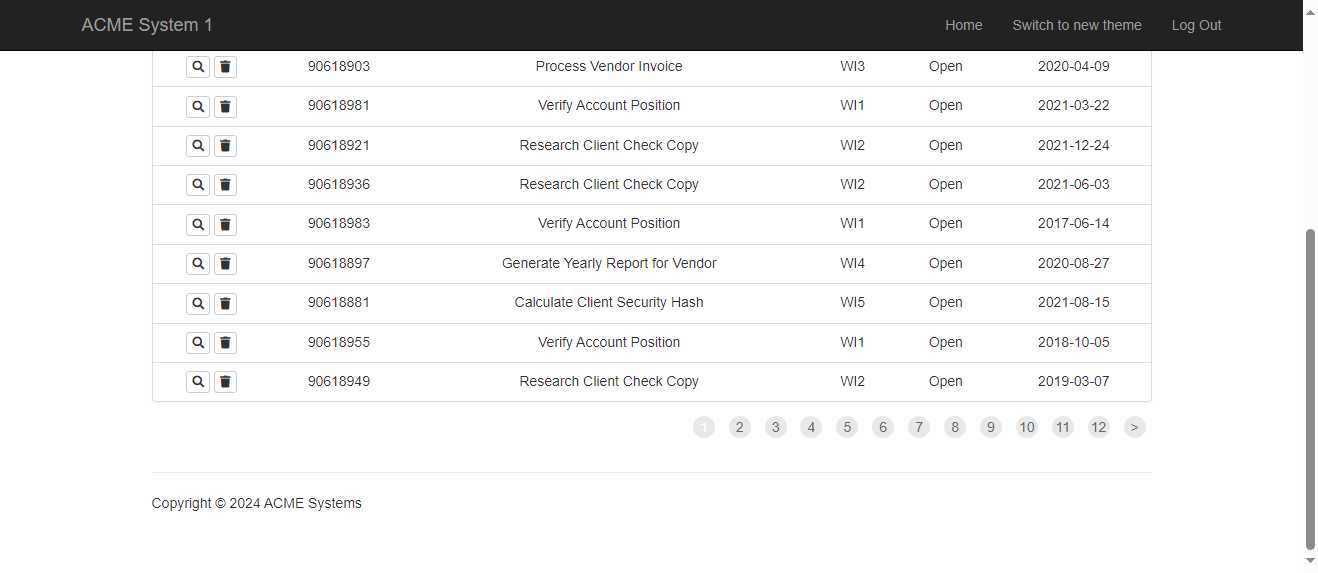 ACME System 1 Home Switch to new theme Log Out
90618903 Process Vendor Invoice WI3 Open 2020-04-09
90618981 Verify Account Position WI1 Open 2021-03-22
90618921 Research Client Check Copy WI2 Open 2021-12-24
90618936 Research Client Check Copy WI2 Open 2021-06-03
90618983 Verify Account Position WI1 Open 2017-06-14
90618897 Generate Yearly Report for Vendor WI4 Open 2020-08-27
90618881 Calculate Client Security Hash WI5 Open 2021-08-15
90618955 Verify Account Position WI1 Open 2018-10-05
90618949 Research Client Check Copy WI2 Open 2019-03-07
1 2 3 4 5 6 7 8 9 10 11 12 >
Copyright © 2024 ACME Systems